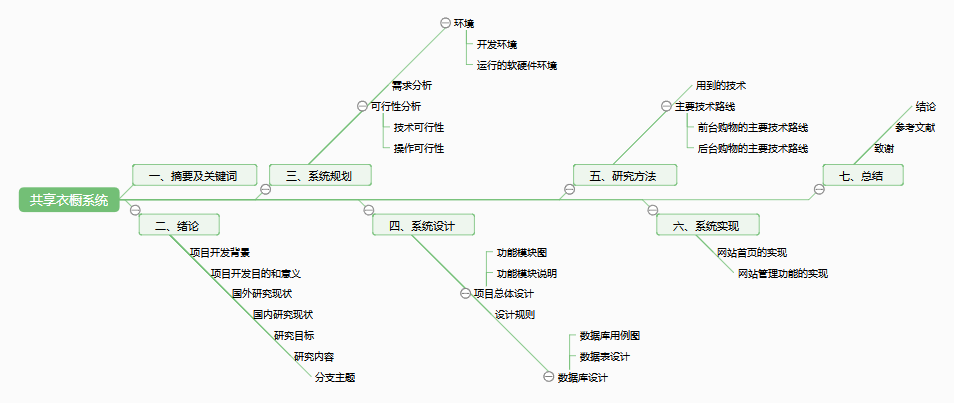 共享衣橱系统
一、摘要及关键词
二、绪论
项目开发背景
项目开发目的和意义
国外研究现状
国内研究现状
研究目标
研究内容
分支主题
三、系统规划
环境
开发环境
运行的软硬件环境
需求分析
可行性分析
技术可行性
操作可行性
四、系统设计
功能模块图
功能模块说明
项目总体设计
设计规则
数据库用例图
数据表设计
数据库设计
五、研究方法
用到的技术
主要技术路线
前台购物的主要技术路线
后台购物的主要技术路线
六、系统实现
网站首页的实现
网站管理功能的实现
七、总结
结论
参考文献
致谢